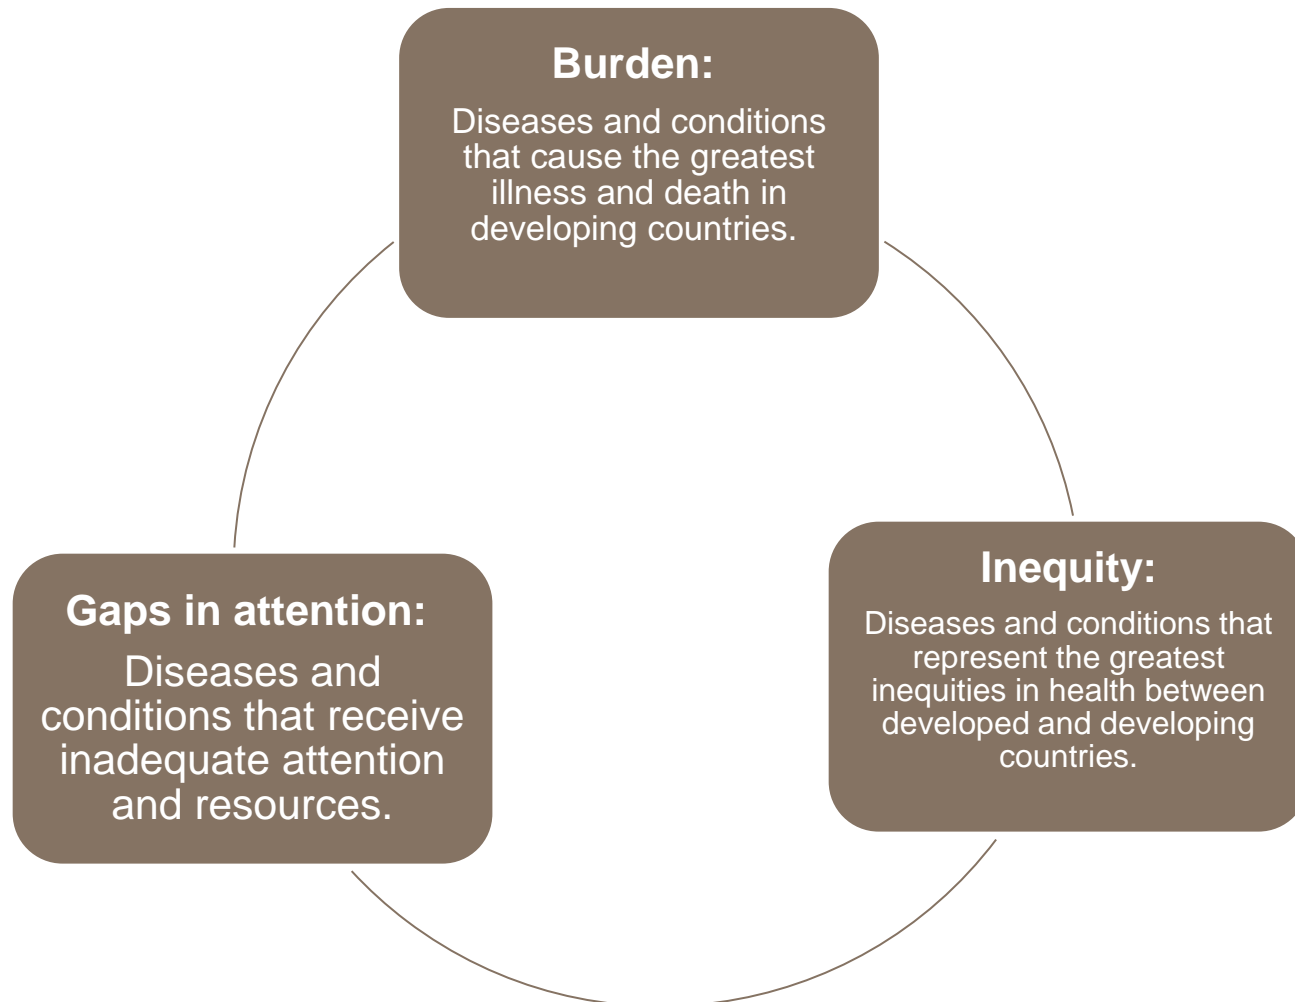 Burden:
Diseases and conditions
that cause the greatest
illness and death in
developing countries.
Inequity:
Diseases and conditions that
represent the greatest
inequities in health between
developed and developing
countries.
Gaps in attention:
Diseases and
conditions that receive
inadequate attention
and resources.